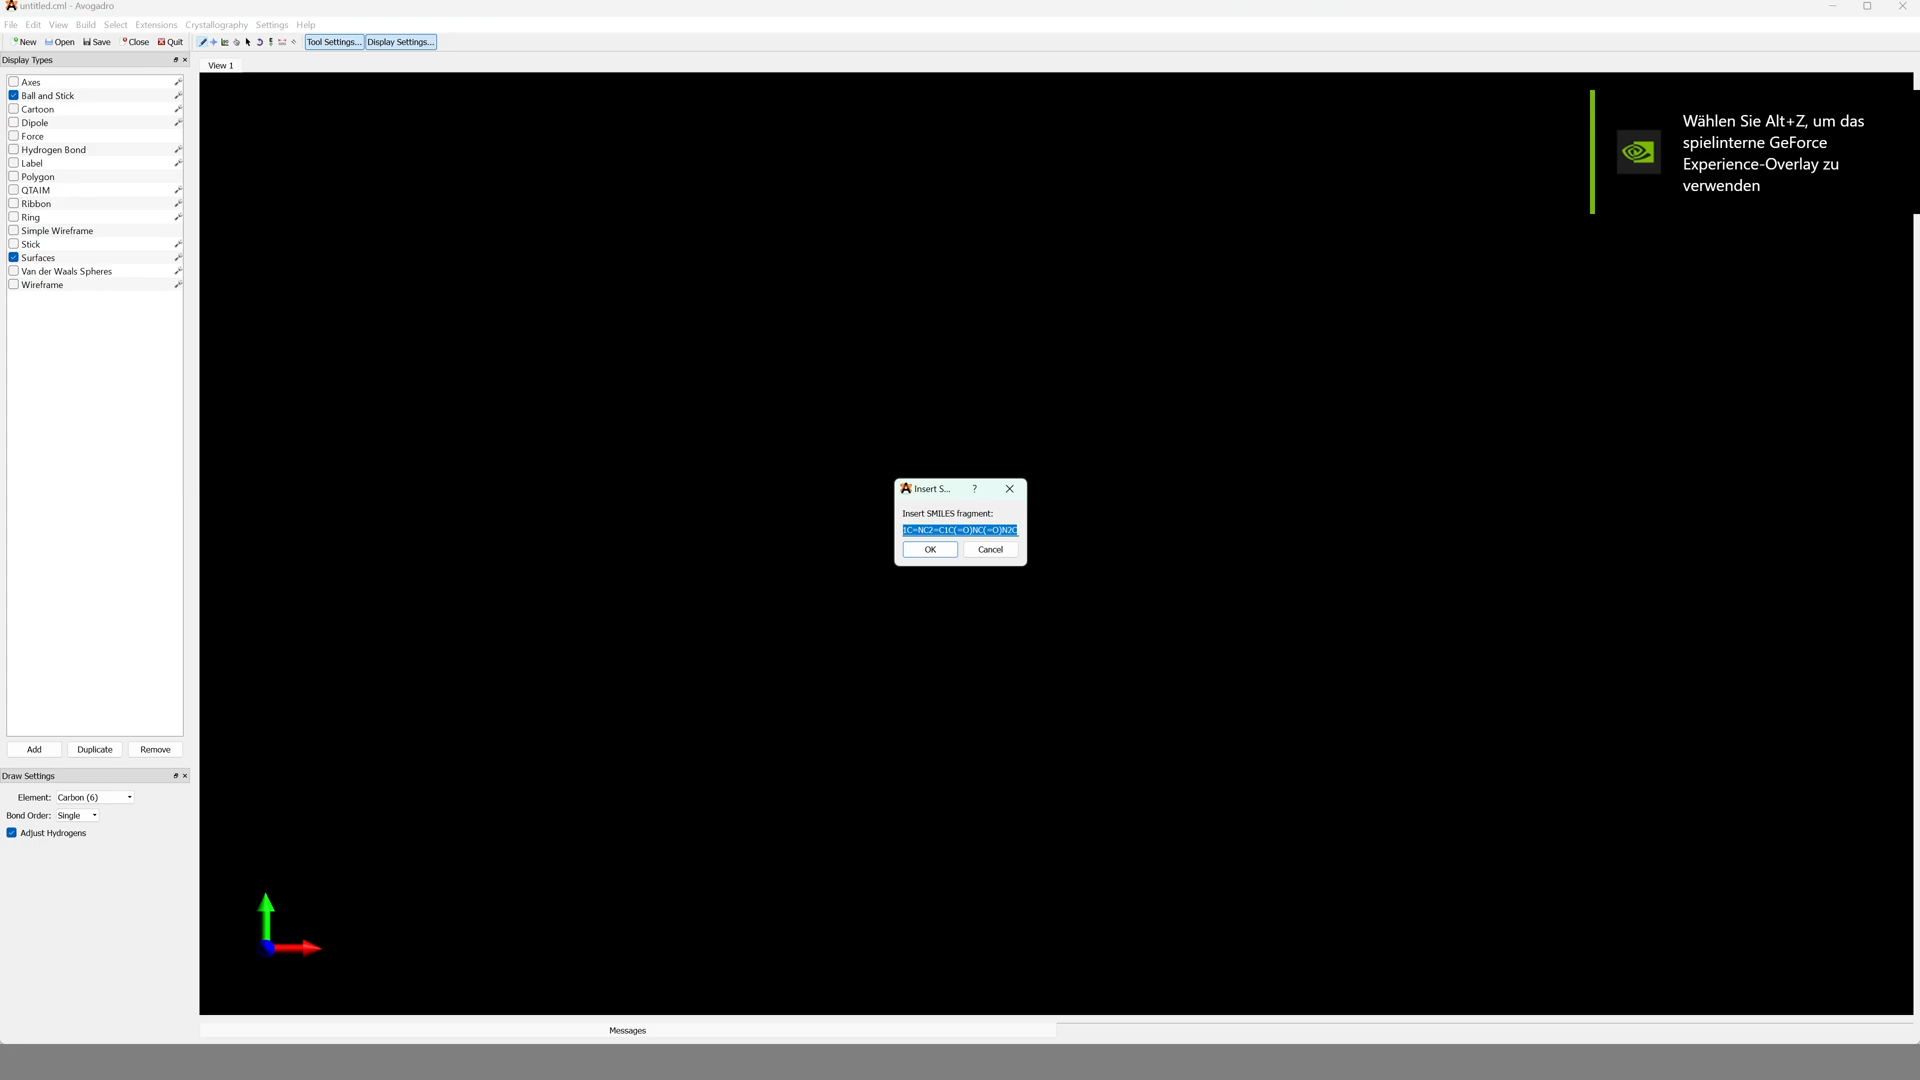 untitled.cml - Avogadro
File Edit View Build Select Extensions Crystallography Settings Help
New Open Save Close Quit Tool Settings... Display Settings...
Display Types
View 1
Axes
Ball and Stick
Cartoon
Dipole
Force
Hydrogen Bond
Label
Polygon
QTAIM
Ribbon
Ring
Simple Wireframe
Stick
Surfaces
Van der Waals Spheres
Wireframe
Wählen Sie Alt+Z, um das
spielinterne GeForce
Experience-Overlay zu
verwenden
Insert S... ?
Insert SMILES fragment:
1C=NC2=C1C(=O)NC(=O)N2C
OK Cancel
Add Duplicate Remove
Draw Settings
Element: Carbon (6)
Bond Order: Single
Adjust Hydrogens
Messages